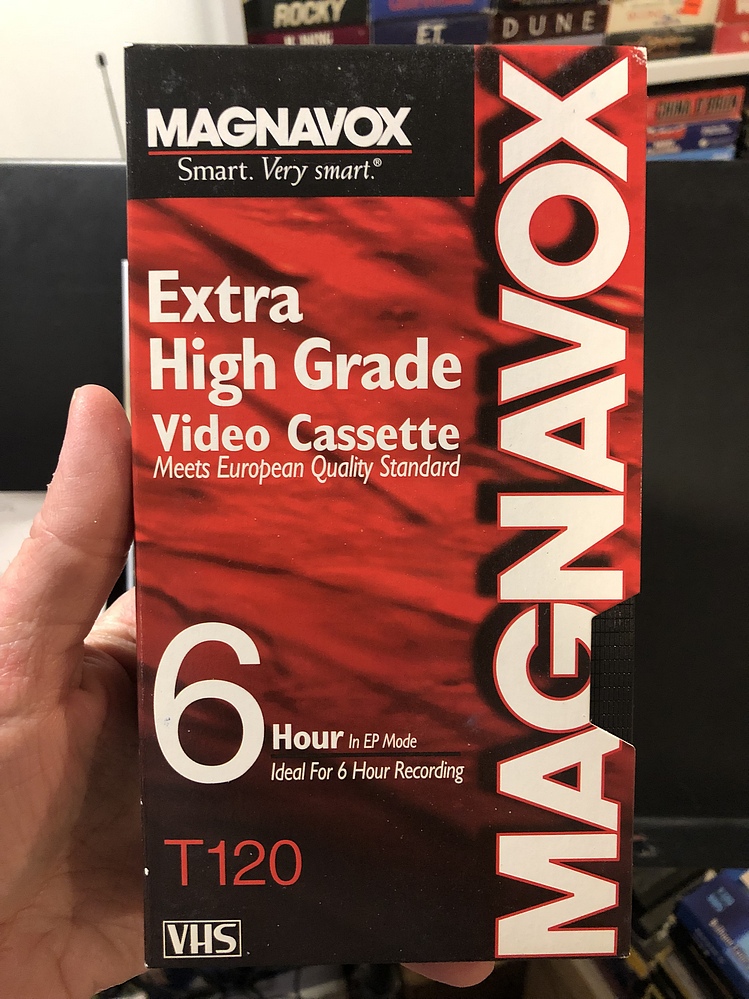 ROCKY
E.T.
DUNE
MAGNAVOX
Smart. Very smart.®
Extra
High Grade
Video Cassette
Meets European Quality Standard
6
Hour In EP Mode
Ideal For 6 Hour Recording
T120
VHS
MAGNAVOX